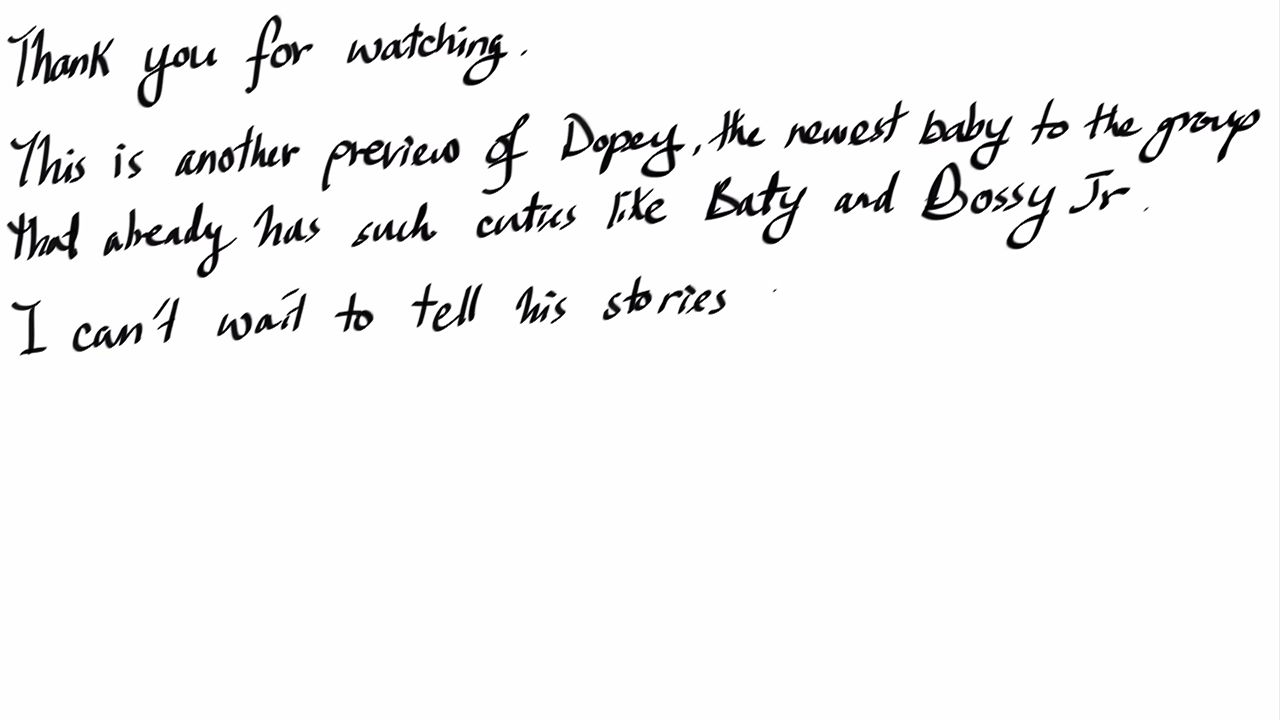 Thank you for watching.
This is another preview of Dopey, the newest baby to the group
that already has such cuties like Baty and Bossy Jr.
I can't wait to tell his stories.